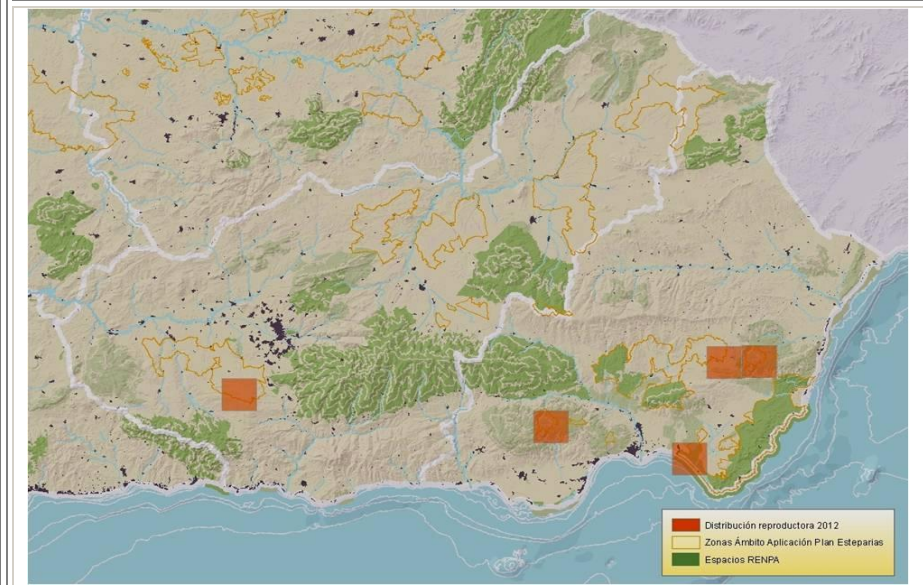 Distribución reproductora 2012
Zonas Ámbito Aplicación Plan Esteparias
Espacios RENPA